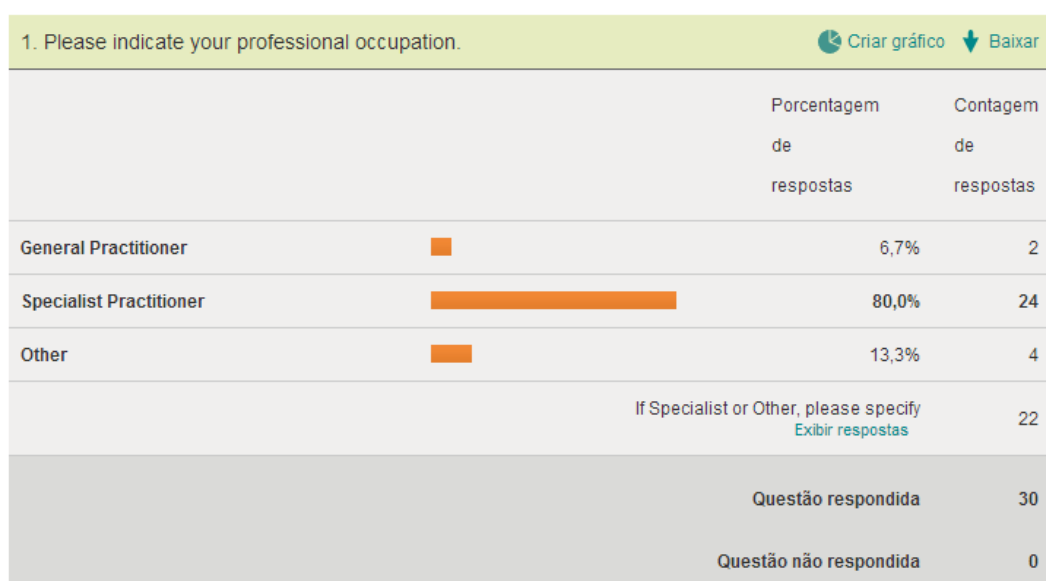 1. Please indicate your professional occupation. Criar gráfico Baixar
Porcentagem Contagem
de de
respostas respostas
General Practitioner 6,7% 2
Specialist Practitioner 80,0% 24
Other 13,3% 4
If Specialist or Other, please specify 22
Exibir respostas
Questão respondida 30
Questão não respondida 0